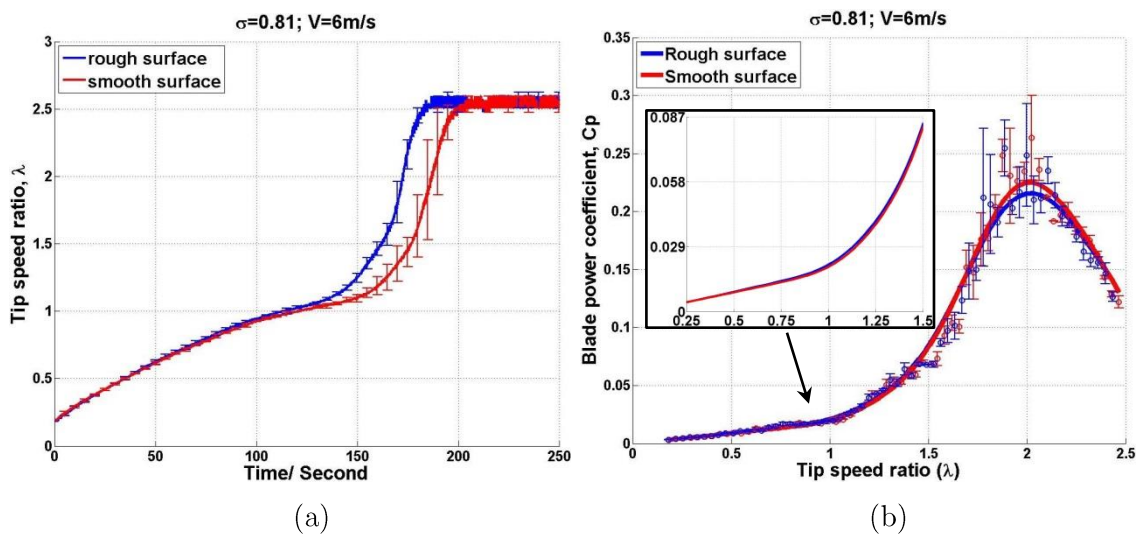 σ=0.81; V=6m/s
rough surface
smooth surface
Tip speed ratio, λ
3
2.5
2
1.5
1
0.5
0
0 50 100 150 200 250
Time/ Second
(a)
σ=0.81; V=6m/s
Rough surface
Smooth surface
Blade power coefficient, Cp
0.35
0.3
0.25
0.2
0.15
0.1
0.05
0
0.087
0.058
0.029
0
0.25 0.5 0.75 1 1.25 1.5
0 0.5 1 1.5 2 2.5
Tip speed ratio (λ)
(b)